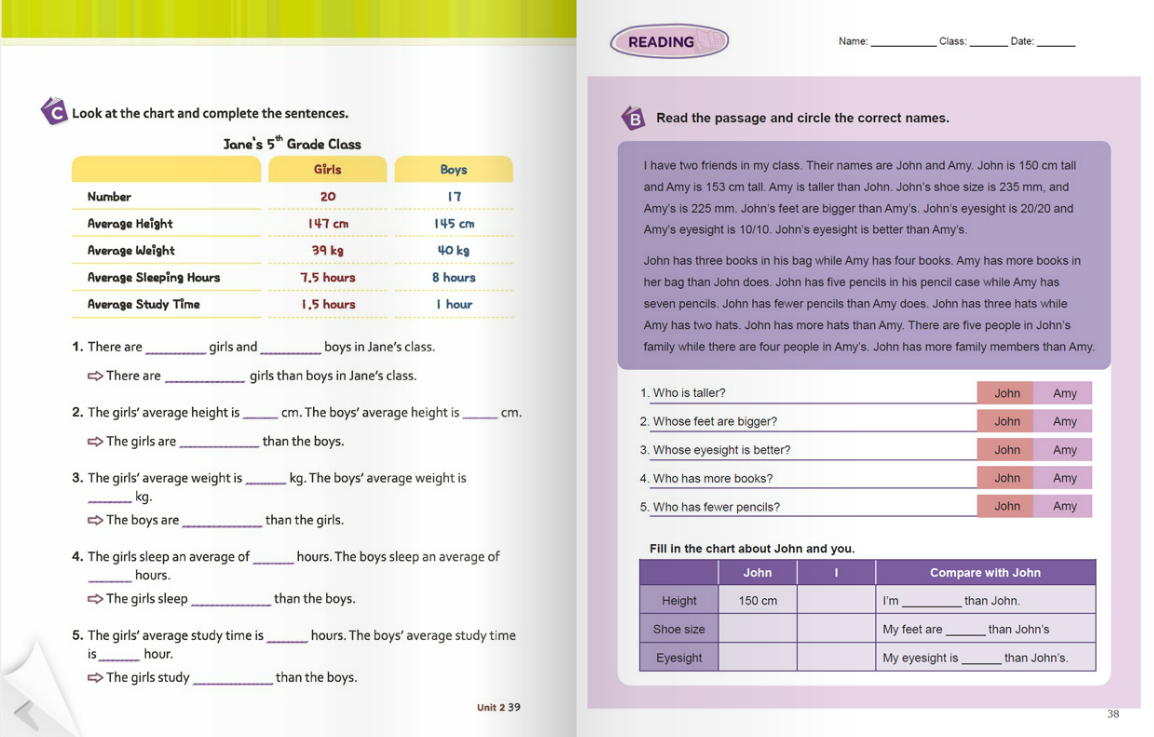 C Look at the chart and complete the sentences.
Jane's 5th Grade Class
Girls Boys
Number 20 17
Average Height 147 cm 145 cm
Average Weight 39 kg 40 kg
Average Sleeping Hours 7.5 hours 8 hours
Average Study Time 1.5 hours 1 hour
1. There are __________ girls and __________ boys in Jane's class.
⇨ There are _____________ girls than boys in Jane's class.
2. The girls' average height is ______ cm. The boys' average height is ______ cm.
⇨ The girls are _____________ than the boys.
3. The girls' average weight is _______ kg. The boys' average weight is
_______ kg.
⇨ The boys are _____________ than the girls.
4. The girls sleep an average of _______ hours. The boys sleep an average of
_______ hours.
⇨ The girls sleep _____________ than the boys.
5. The girls' average study time is _______ hours. The boys' average study time
is _______ hour.
⇨ The girls study _____________ than the boys.
Unit 2 39
READING
Name: ___________ Class: ______ Date: ______
B Read the passage and circle the correct names.
I have two friends in my class. Their names are John and Amy. John is 150 cm tall
and Amy is 153 cm tall. Amy is taller than John. John's shoe size is 235 mm, and
Amy's is 225 mm. John's feet are bigger than Amy's. John's eyesight is 20/20 and
Amy's eyesight is 10/10. John's eyesight is better than Amy's.
John has three books in his bag while Amy has four books. Amy has more books in
her bag than John does. John has five pencils in his pencil case while Amy has
seven pencils. John has fewer pencils than Amy does. John has three hats while
Amy has two hats. John has more hats than Amy. There are five people in John's
family while there are four people in Amy's. John has more family members than Amy.
1. Who is taller? John Amy
2. Whose feet are bigger? John Amy
3. Whose eyesight is better? John Amy
4. Who has more books? John Amy
5. Who has fewer pencils? John Amy
Fill in the chart about John and you.
John I Compare with John
Height 150 cm I'm __________ than John.
Shoe size My feet are ______ than John's
Eyesight My eyesight is ______ than John's.
38